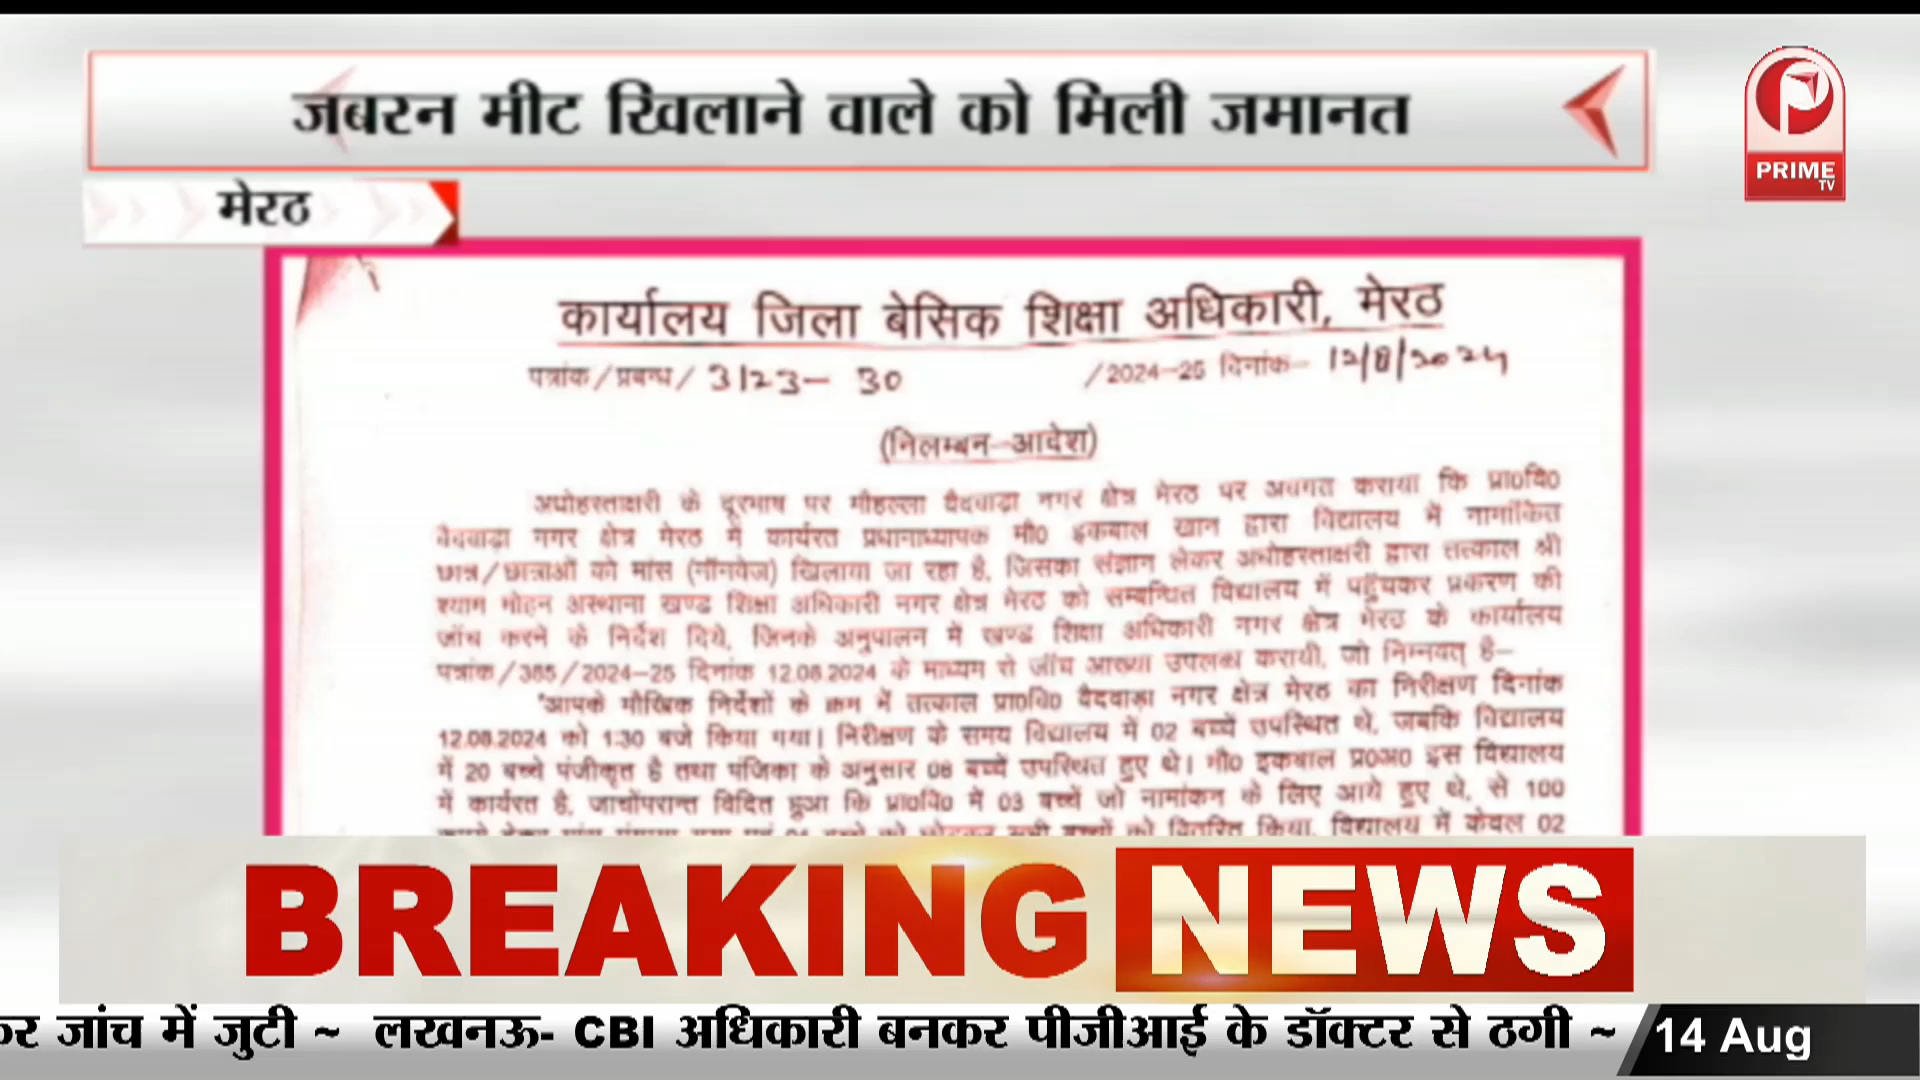 जबरन मीट खिलाने वाले को मिली जमानत
PRIME
TV
मेरठ
कार्यालय जिला बेसिक शिक्षा अधिकारी, मेरठ
पत्रांक/प्रबन्ध/ 3123- 30 /2024-25 दिनांक- 12/8/2024
(निलम्बन-आदेश)
अधोहस्ताक्षरी के दूरभाष पर मौहल्ला वैदवाड़ा नगर क्षेत्र मेरठ पर अवगत कराया कि प्रा0वि0
वैदवाड़ा नगर क्षेत्र मेरठ में कार्यरत प्रधानाध्यापक मौ0 इकबाल खान द्वारा विद्यालय में नामांकित
छात्र/छात्राओं को मांस (नॉनवेज) खिलाया जा रहा है, जिसका संज्ञान लेकर अधोहस्ताक्षरी द्वारा तत्काल श्री
श्याम मोहन अस्थाना खण्ड शिक्षा अधिकारी नगर क्षेत्र मेरठ को सम्बन्धित विद्यालय में पहुँचकर प्रकरण की
जाँच करने के निर्देश दिये, जिनके अनुपालन में खण्ड शिक्षा अधिकारी नगर क्षेत्र मेरठ के कार्यालय
पत्रांक/385/2024-25 दिनांक 12.08.2024 के माध्यम से जाँच आख्या उपलब्ध करायी, जो निम्नवत् है-
"आपके मौखिक निर्देशों के क्रम में तत्काल प्रा0वि0 वैदवाड़ा नगर क्षेत्र मेरठ का निरीक्षण दिनांक
12.08.2024 को 1:30 बजे किया गया। निरीक्षण के समय विद्यालय में 02 बच्चें उपस्थित थे, जबकि विद्यालय
में 20 बच्चे पंजीकृत है तथा पंजिका के अनुसार 06 बच्चें उपस्थित हुए थे। मौ0 इकबाल प्र0अ0 इस विद्यालय
में कार्यरत है, जाचोंपरान्त विदित हुआ कि प्रा0वि0 में 03 बच्चें जो नामांकन के लिए आये हुए थे, से 100
को वितरित किया, विद्यालय में केवल 02
BREAKING NEWS
कर जांच में जुटी ~ लखनऊ- CBI अधिकारी बनकर पीजीआई के डॉक्टर से ठगी ~
14 Aug